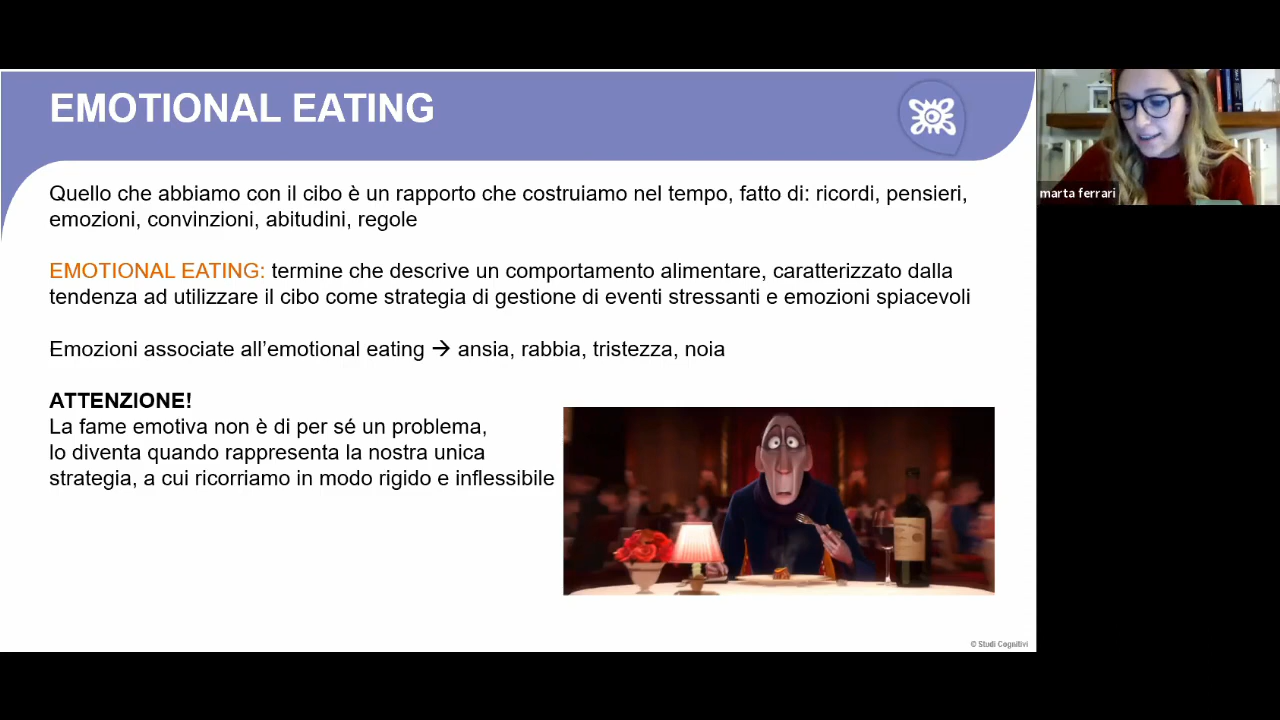 EMOTIONAL EATING
Quello che abbiamo con il cibo è un rapporto che costruiamo nel tempo, fatto di: ricordi, pensieri,
emozioni, convinzioni, abitudini, regole
EMOTIONAL EATING: termine che descrive un comportamento alimentare, caratterizzato dalla
tendenza ad utilizzare il cibo come strategia di gestione di eventi stressanti e emozioni spiacevoli
Emozioni associate all’emotional eating → ansia, rabbia, tristezza, noia
ATTENZIONE!
La fame emotiva non è di per sé un problema,
lo diventa quando rappresenta la nostra unica
strategia, a cui ricorriamo in modo rigido e inflessibile
© Studi Cognitivi
marta ferrari